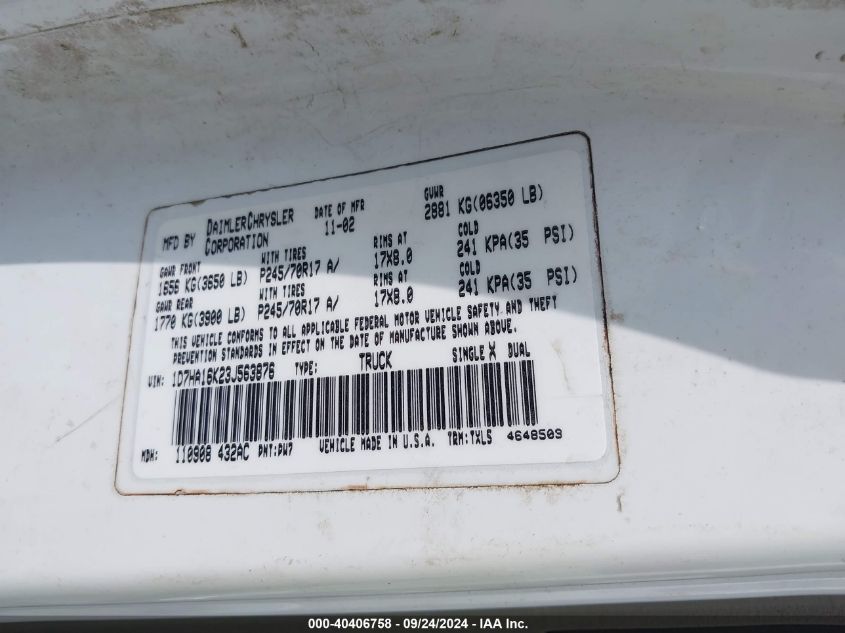 MFD BY DAIMLERCHRYSLER CORPORATION DATE OF MFR 11-02 GVWR 2881 KG(06350 LB)
GAWR FRONT WITH TIRES RIMS AT COLD
1656 KG(3650 LB) P245/70R17 A/ 17X8.0 241 KPA(35 PSI)
GAWR REAR WITH TIRES RIMS AT COLD
1770 KG(3900 LB) P245/70R17 A/ 17X8.0 241 KPA(35 PSI)
THIS VEHICLE CONFORMS TO ALL APPLICABLE FEDERAL MOTOR VEHICLE SAFETY AND THEFT
PREVENTION STANDARDS IN EFFECT ON THE DATE OF MANUFACTURE SHOWN ABOVE.
VIN: 1D7HA16K23J563876 TYPE: TRUCK SINGLE X DUAL
MDH: 110908 432AC PNT:PW7 VEHICLE MADE IN U.S.A. TRM:TXL5 4648509
000-40406758 - 09/24/2024 - IAA Inc.